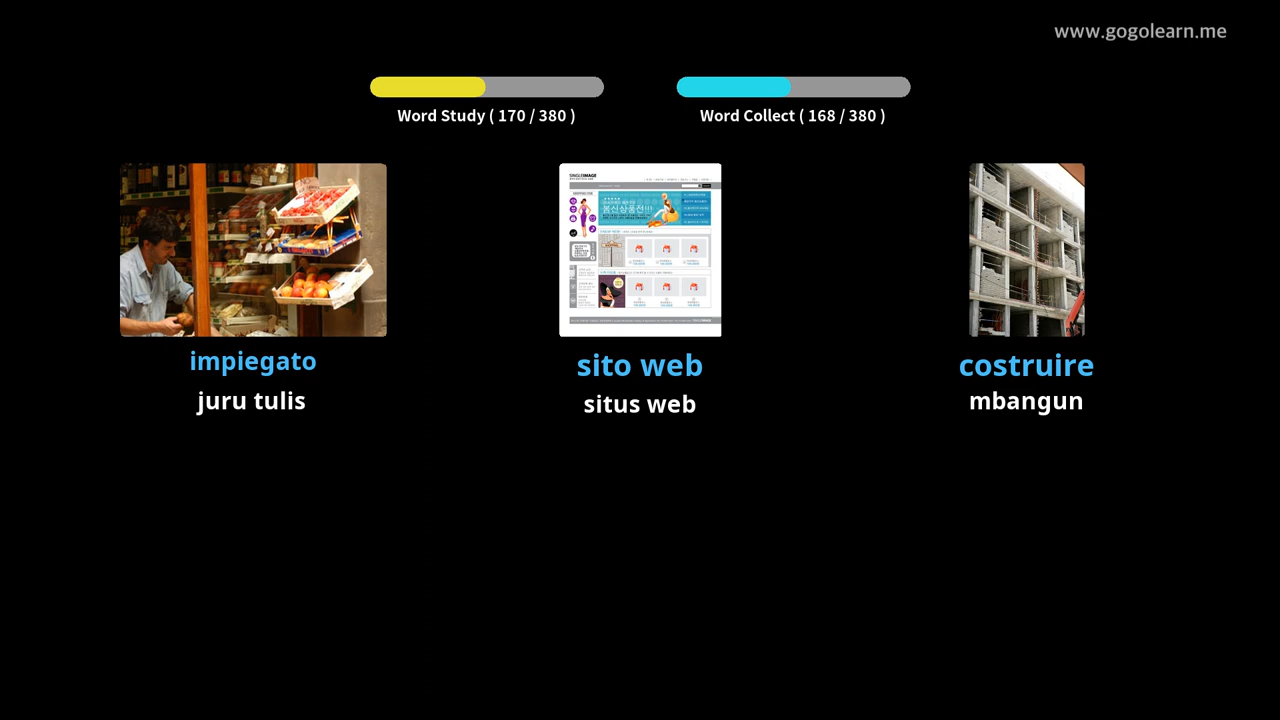 www.gogolearn.me
Word Study ( 170 / 380 )
Word Collect ( 168 / 380 )
impiegato
juru tulis
sito web
situs web
costruire
mbangun